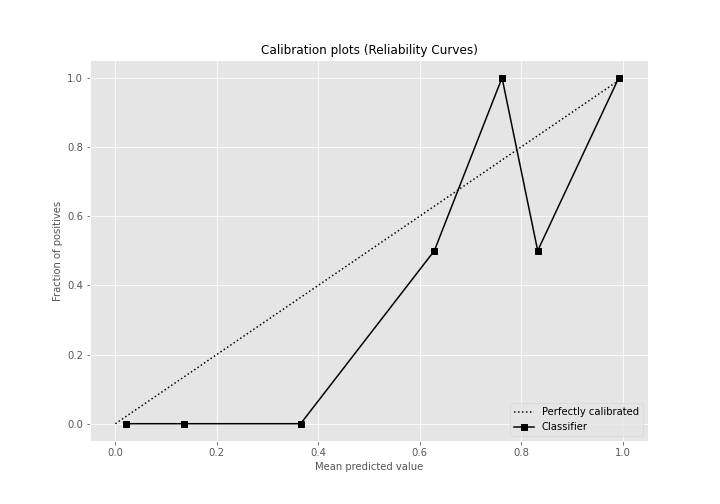 Calibration plots (Reliability Curves)
1.0
0.8
0.6
0.4
0.2
0.0
Fraction of positives
0.0 0.2 0.4 0.6 0.8 1.0
Mean predicted value
Perfectly calibrated
Classifier